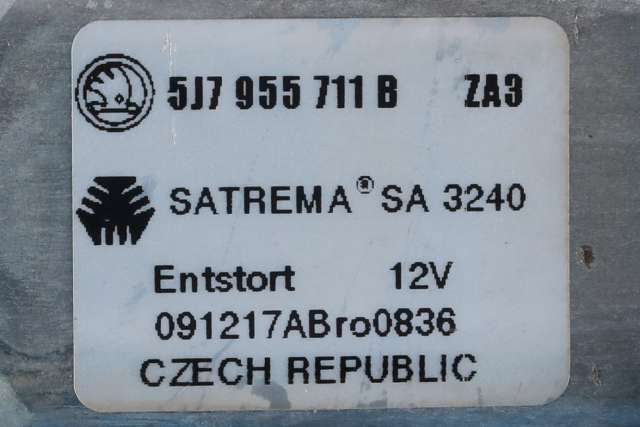 5J7 955 711 B ZA3
SATREMA® SA 3240
Entstort 12V
091217ABro0836
CZECH REPUBLIC